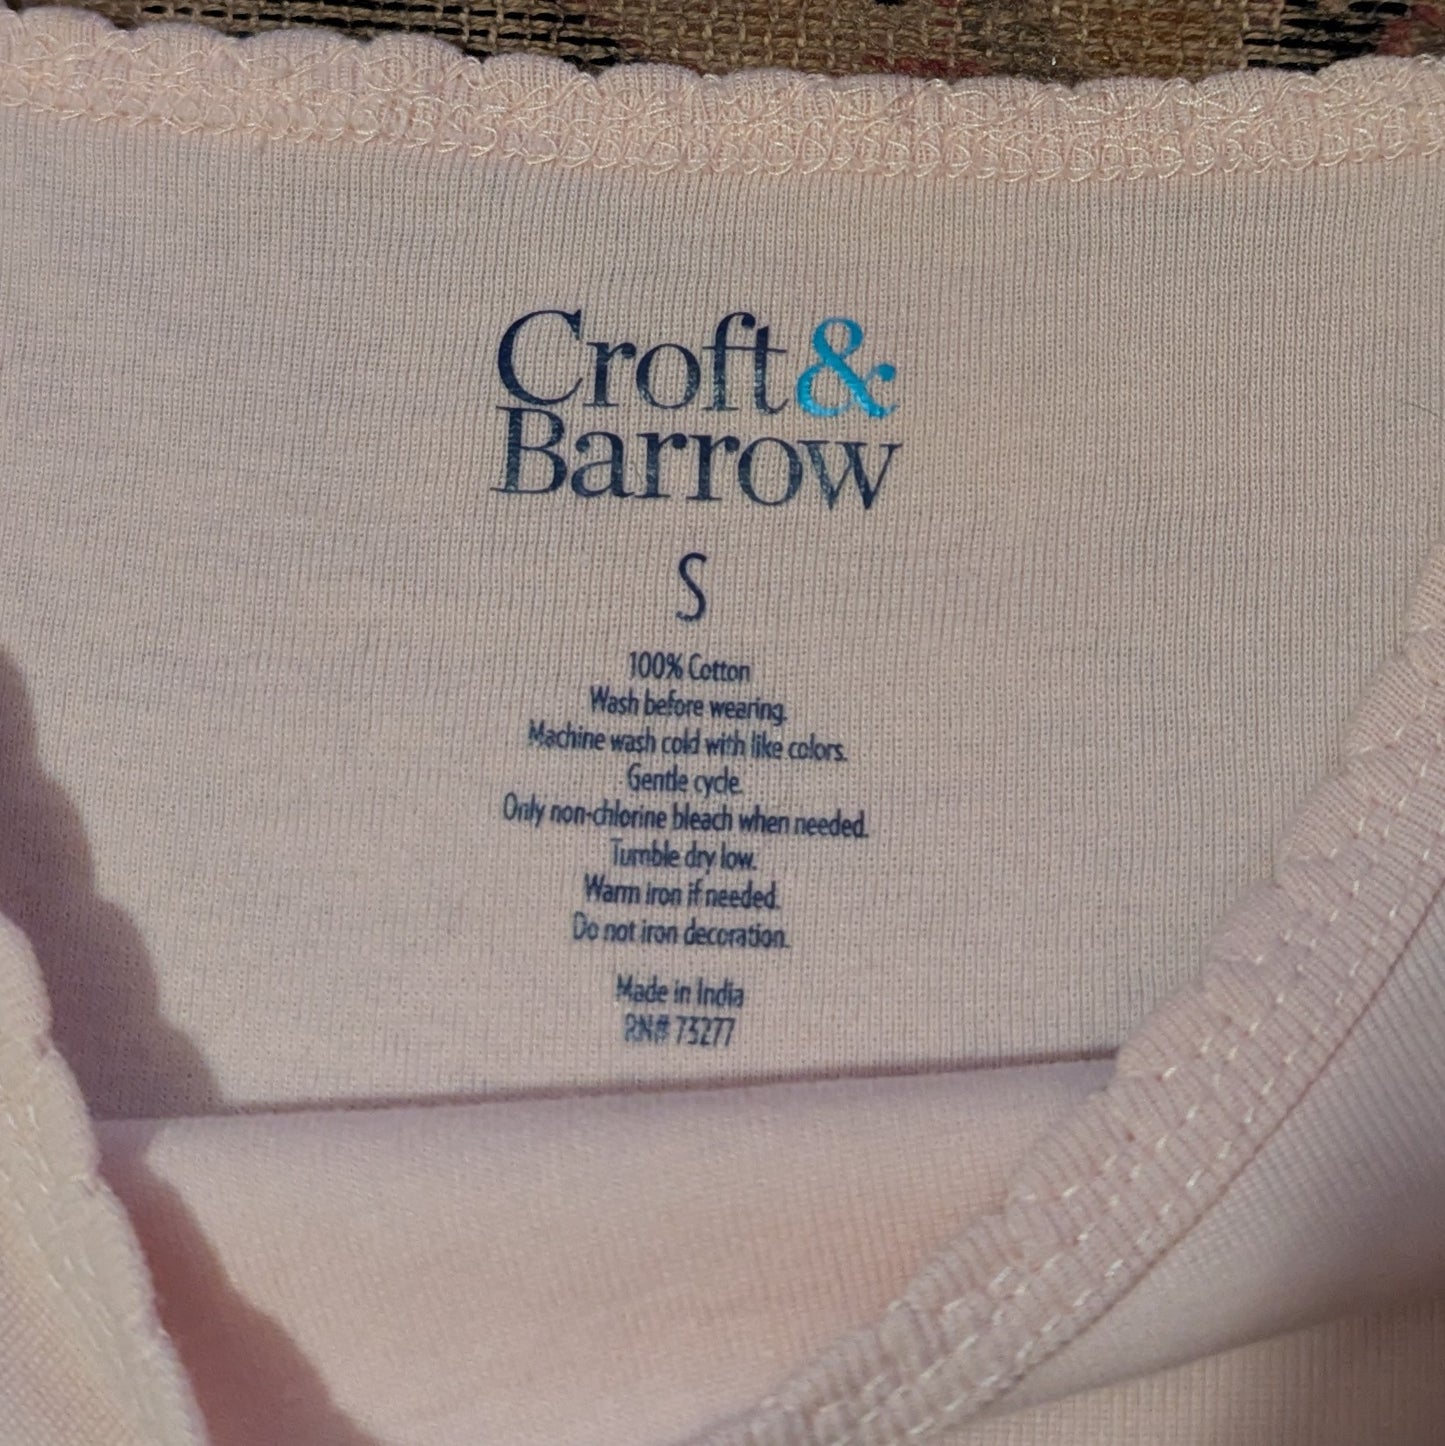 Croft&
Barrow
S
100% Cotton
Wash before wearing.
Machine wash cold with like colors.
Gentle cycle.
Only non-chlorine bleach when needed.
Tumble dry low.
Warm iron if needed.
Do not iron decoration.
Made in India
RN# 73277